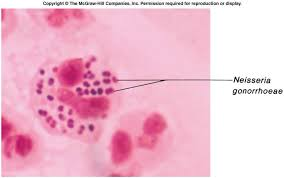 Copyright © The McGraw-Hill Companies, Inc. Permission required for reproduction or display.
Neisseria
gonorrhoeae